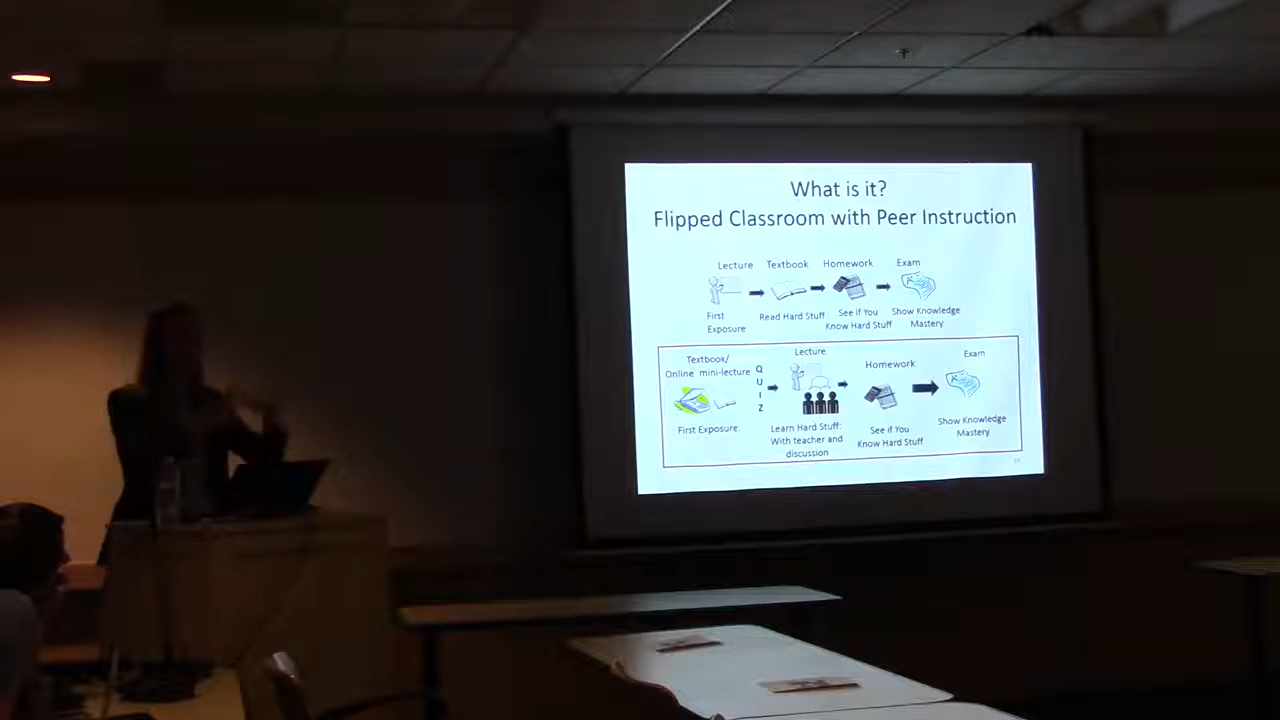 What is it?
Flipped Classroom with Peer Instruction
Lecture
Textbook
Homework
Exam
First
Exposure
Read Hard Stuff
See if You
Know Hard Stuff
Show Knowledge
Mastery
Textbook/
Online mini-lecture
First Exposure
Q
U
I
Z
Lecture
Learn Hard Stuff:
With teacher and
discussion
Homework
See if You
Know Hard Stuff
Exam
Show Knowledge
Mastery